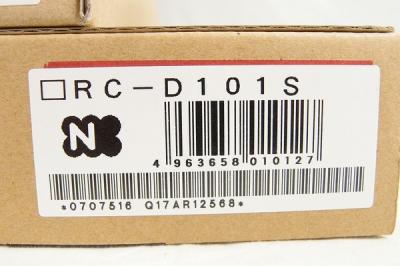 □RC-D101S
N
4 963658 010127
*0707516 Q17AR12568*